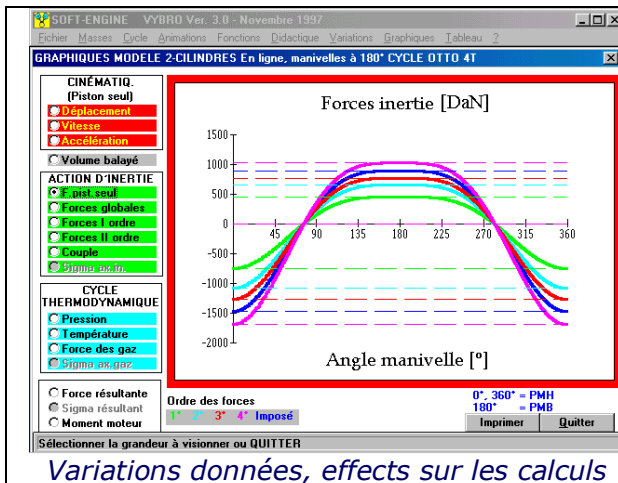 SOFT-ENGINE VYBRO Ver. 3.0 - Novembre 1997
Fichier Masses Cycle Animations Fonctions Didactique Variations Graphiques Tableau ?
GRAPHIQUES MODELE 2-CILINDRES En ligne, manivelles à 180° CYCLE OTTO 4T
CINÉMATIQ.
(Piston seul)
Déplacement
Vitesse
Accélération
Volume balayé
ACTION D'INERTIE
F. pist. seul
Forces globales
Forces I ordre
Forces II ordre
Couple
Sigma ax.in.
CYCLE
THERMODYNAMIQUE
Pression
Température
Force des gaz
Sigma ax.gaz
Force résultante
Sigma résultant
Moment moteur
Forces inertie [DaN]
1500
1000
500
0
45 90 135 180 225 270 315 360
-500
-1000
-1500
-2000
Angle manivelle [°]
Ordre des forces
1° 2° 3° 4° Imposé
0°, 360° = PMH
180° = PMB
Imprimer Quitter
Sélectionner la grandeur à visionner ou QUITTER
Variations données, effects sur les calculs